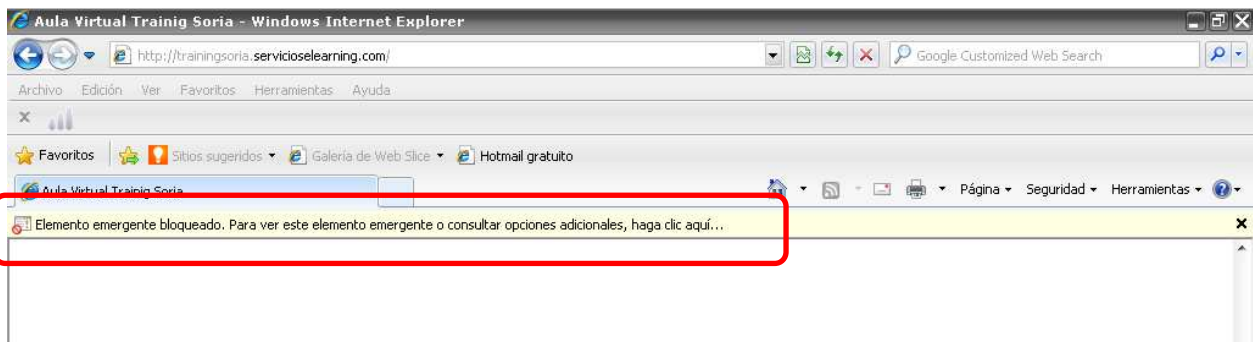 Aula Virtual Trainig Soria - Windows Internet Explorer
http://trainingsoria.servicioselearning.com/
Google Customized Web Search
Archivo Edición Ver Favoritos Herramientas Ayuda
Favoritos Sitios sugeridos Galería de Web Slice Hotmail gratuito
Aula Virtual Trainig Soria Página Seguridad Herramientas
Elemento emergente bloqueado. Para ver este elemento emergente o consultar opciones adicionales, haga clic aquí...